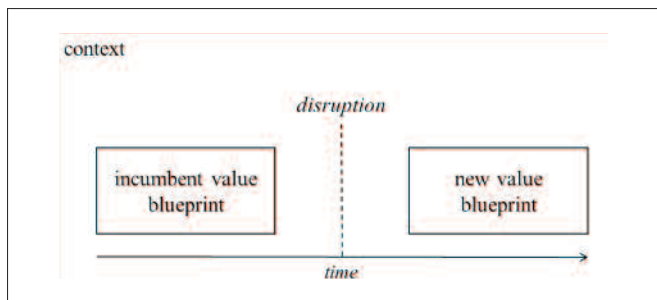 context
disruption
incumbent value
blueprint
new value
blueprint
time